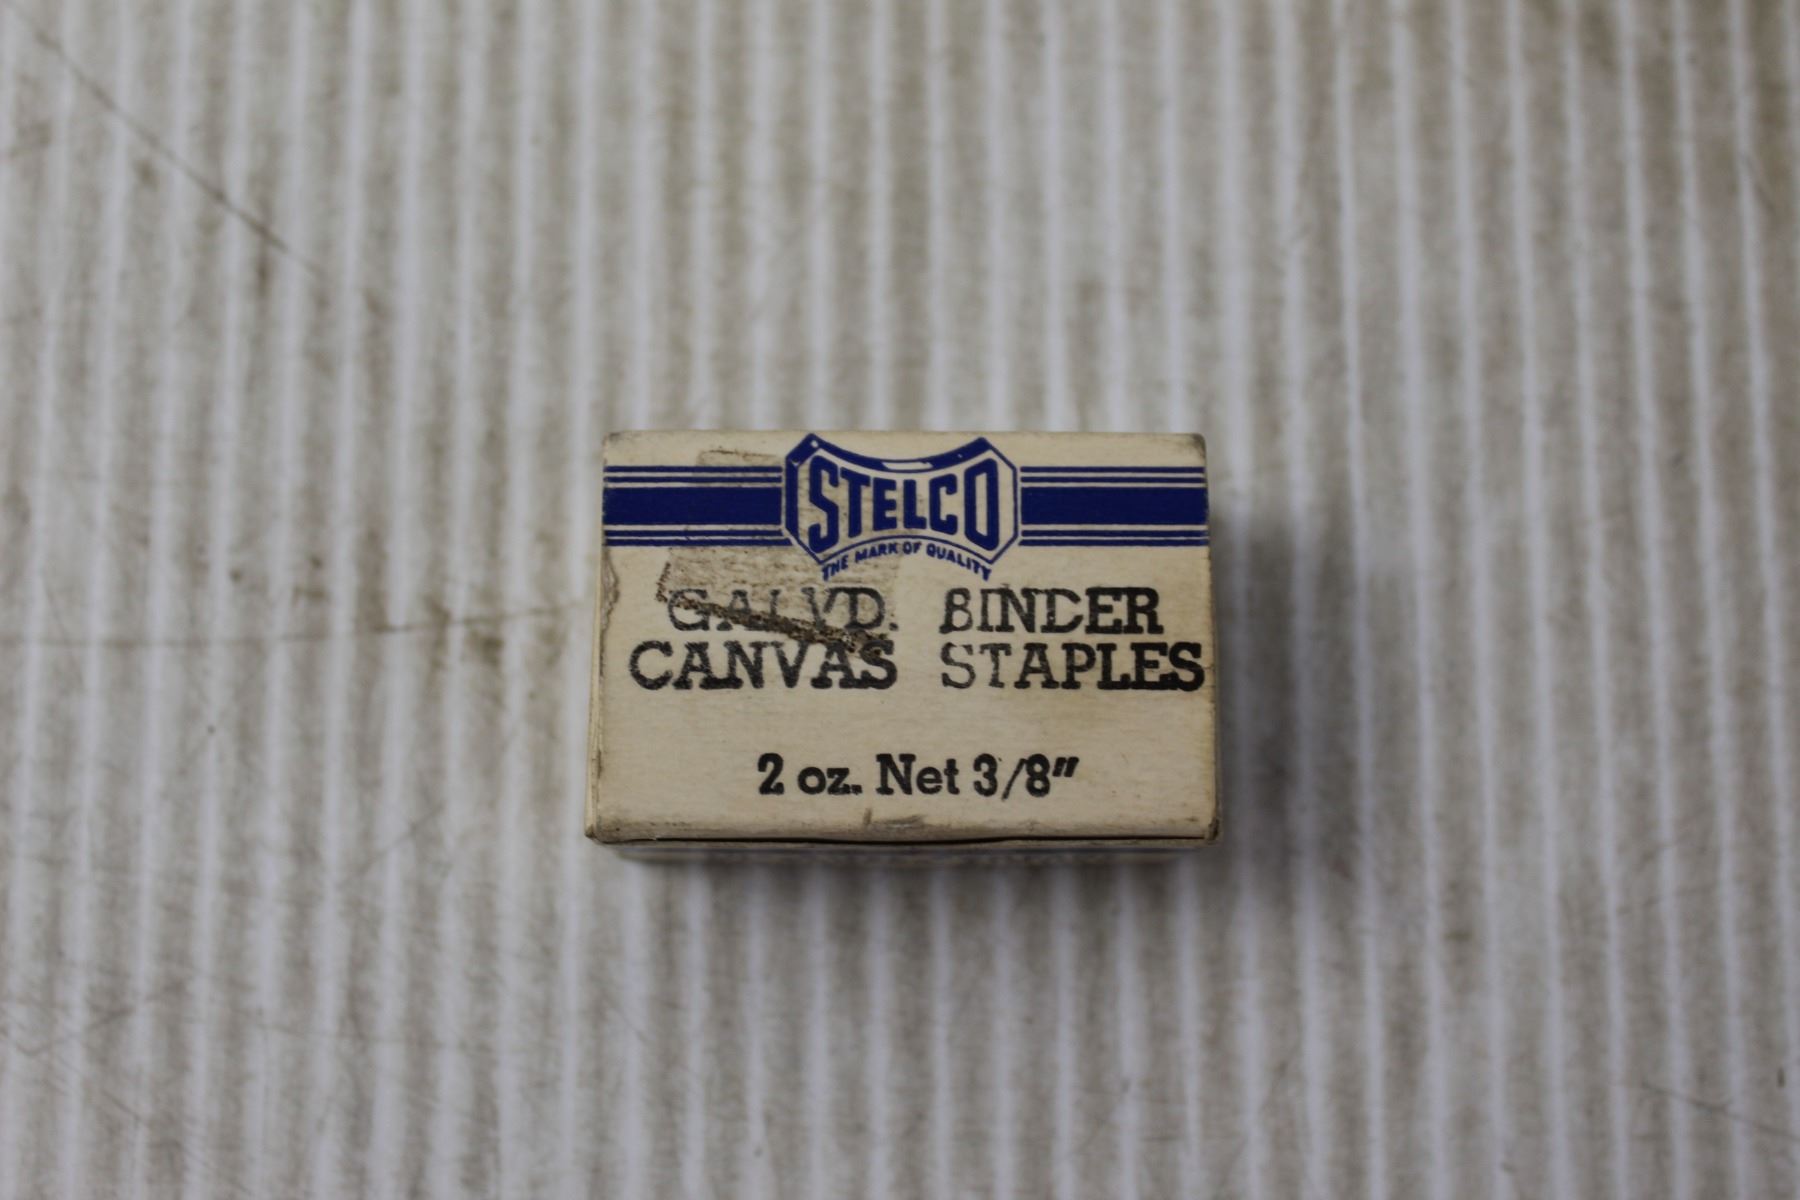 STELCO
THE MARK OF QUALITY
GALVD. BINDER
CANVAS STAPLES
2 oz. Net 3/8"